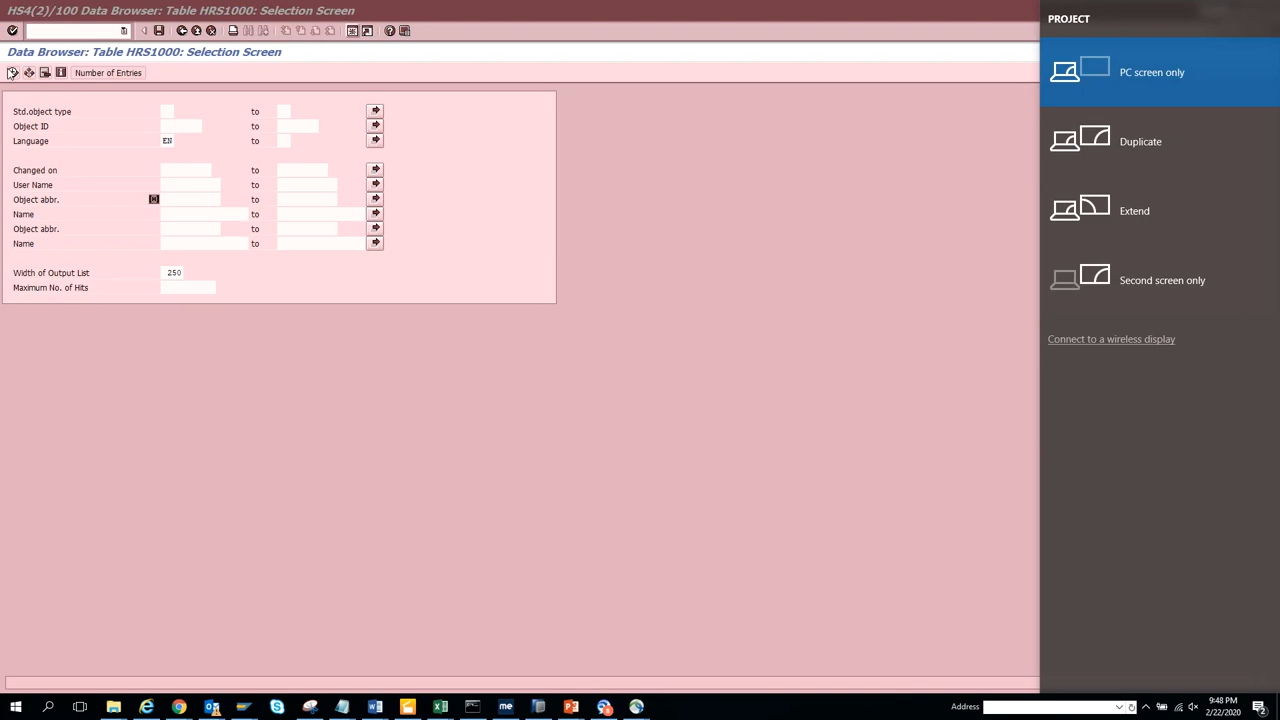 HS4(2)/100 Data Browser: Table HRS1000: Selection Screen
Data Browser: Table HRS1000: Selection Screen
Number of Entries
Std.object type to
Object ID to
Language EN to
Changed on to
User Name to
Object abbr. to
Name to
Object abbr. to
Name to
Width of Output List 250
Maximum No. of Hits
PROJECT
PC screen only
Duplicate
Extend
Second screen only
Connect to a wireless display
Address
9:48 PM
2/22/2020
2